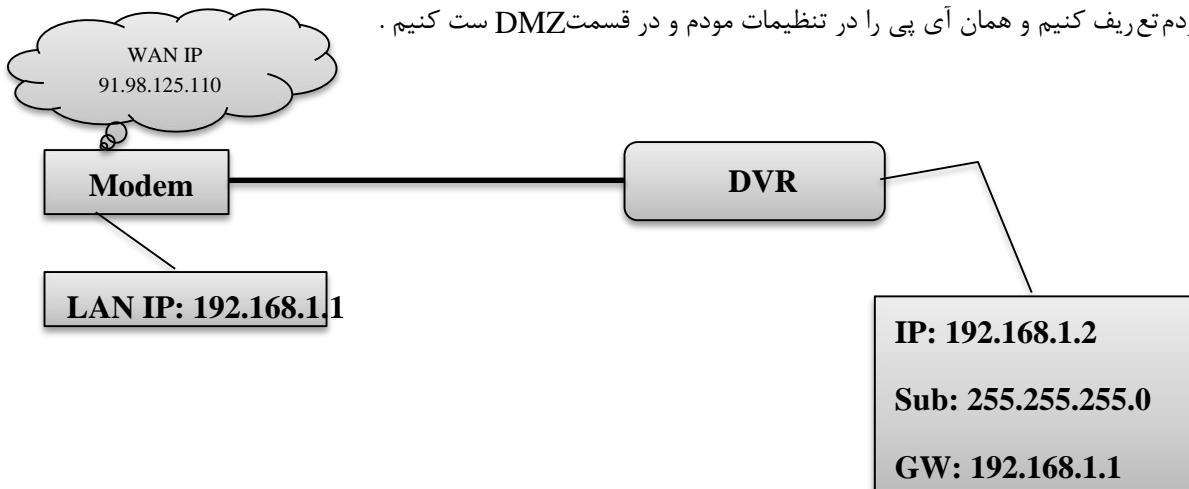 تعریف کنیم و همان آی پی را در تنظیمات مودم و در قسمتDMZ ست کنیم .
WAN IP
91.98.125.110
Modem
DVR
LAN IP: 192.168.1.1
IP: 192.168.1.2
Sub: 255.255.255.0
GW: 192.168.1.1